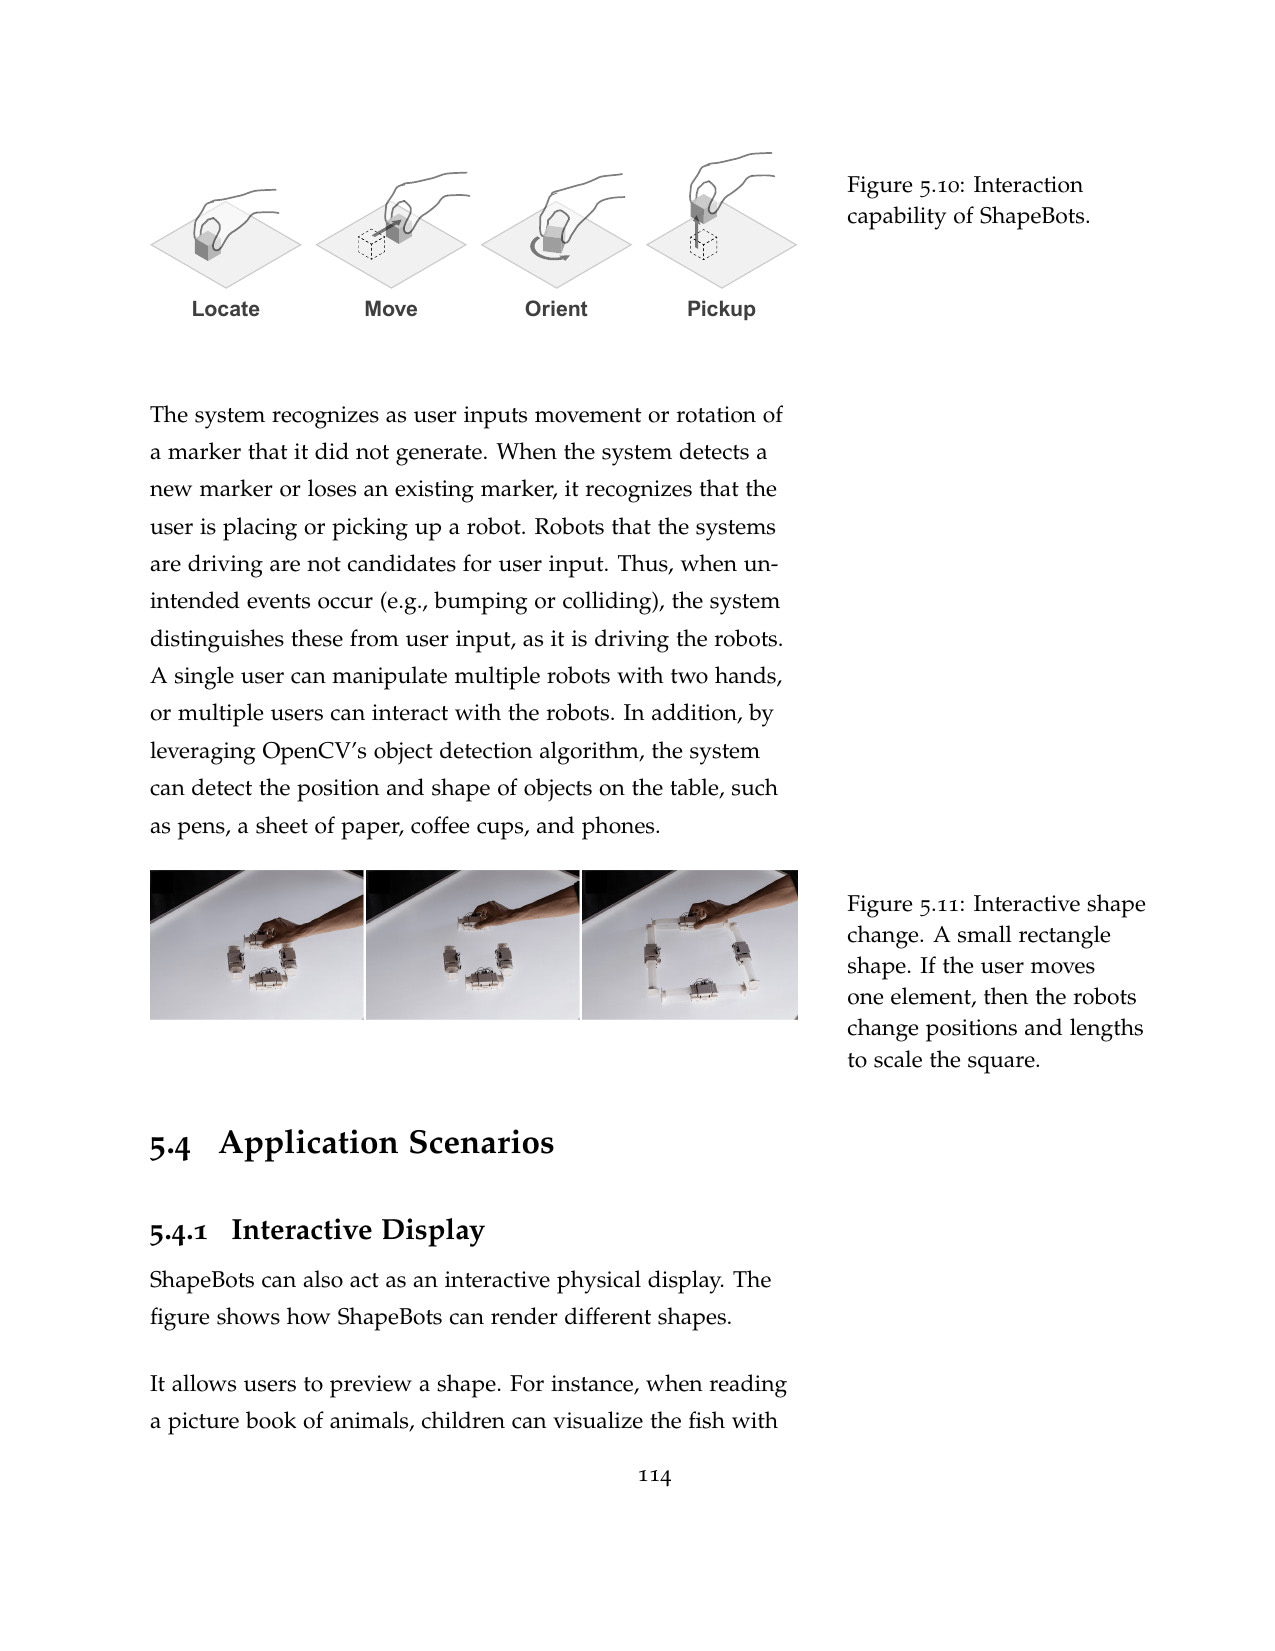 Locate Move Orient Pickup
Figure 5.10: Interaction
capability of ShapeBots.
The system recognizes as user inputs movement or rotation of
a marker that it did not generate. When the system detects a
new marker or loses an existing marker, it recognizes that the
user is placing or picking up a robot. Robots that the systems
are driving are not candidates for user input. Thus, when un-
intended events occur (e.g., bumping or colliding), the system
distinguishes these from user input, as it is driving the robots.
A single user can manipulate multiple robots with two hands,
or multiple users can interact with the robots. In addition, by
leveraging OpenCV's object detection algorithm, the system
can detect the position and shape of objects on the table, such
as pens, a sheet of paper, coffee cups, and phones.
Figure 5.11: Interactive shape
change. A small rectangle
shape. If the user moves
one element, then the robots
change positions and lengths
to scale the square.
5.4 Application Scenarios
5.4.1 Interactive Display
ShapeBots can also act as an interactive physical display. The
figure shows how ShapeBots can render different shapes.
It allows users to preview a shape. For instance, when reading
a picture book of animals, children can visualize the fish with
114